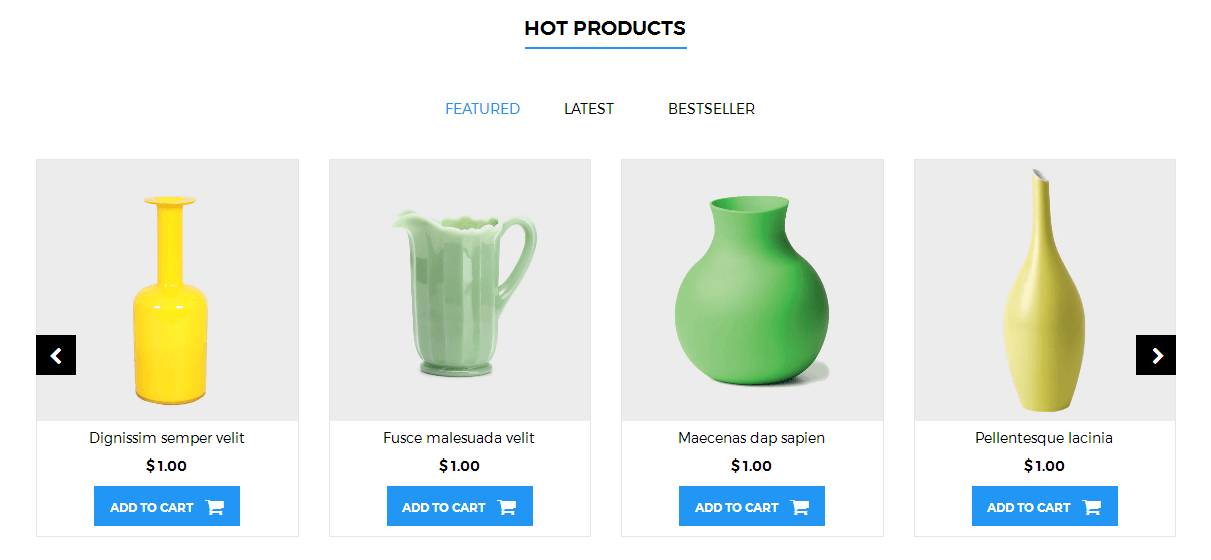 HOT PRODUCTS
FEATURED LATEST BESTSELLER
Dignissim semper velit
$1.00
ADD TO CART
Fusce malesuada velit
$1.00
ADD TO CART
Maecenas dap sapien
$1.00
ADD TO CART
Pellentesque lacinia
$1.00
ADD TO CART